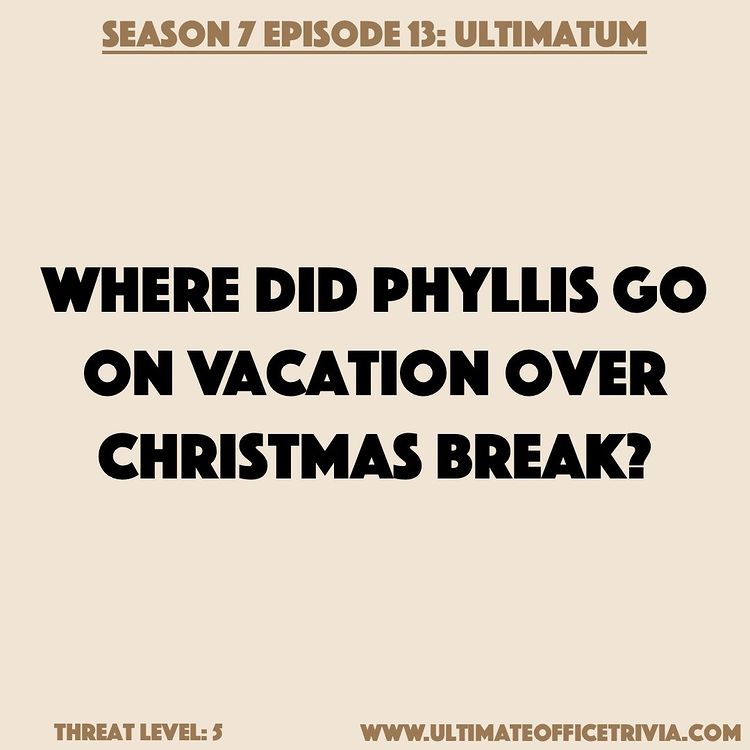 SEASON 7 EPISODE 13: ULTIMATUM
WHERE DID PHYLLIS GO
ON VACATION OVER
CHRISTMAS BREAK?
THREAT LEVEL: 5
WWW.ULTIMATEOFFICETRIVIA.COM